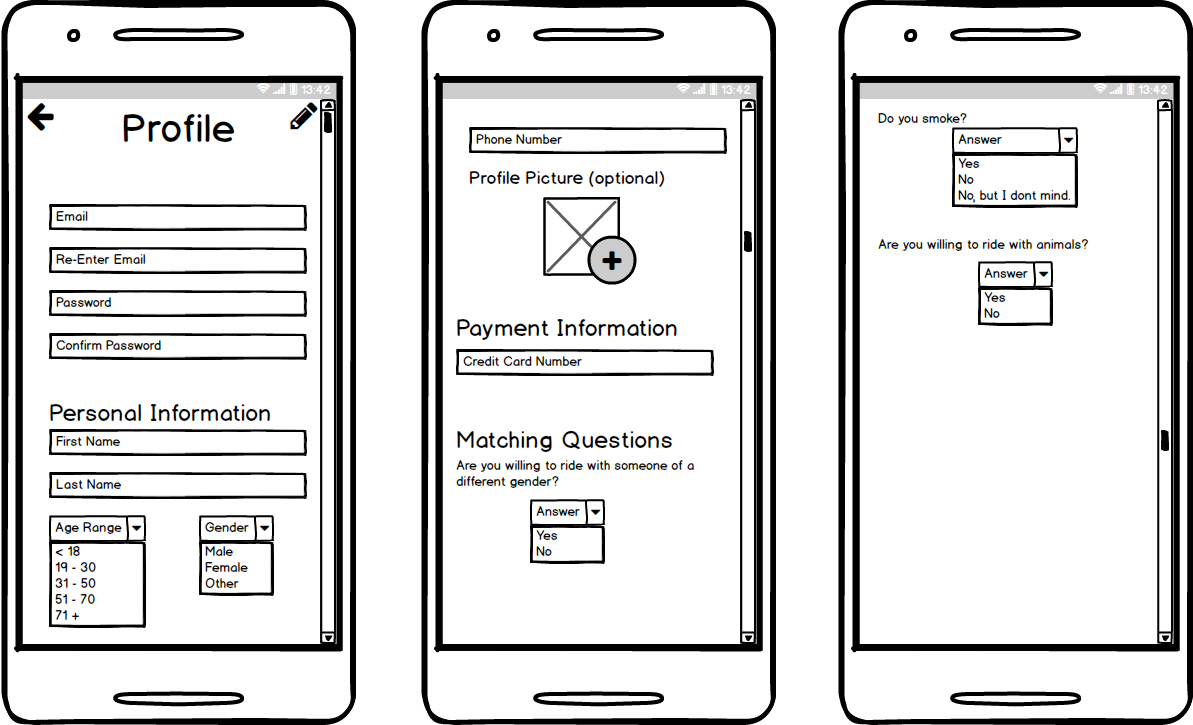 13:42
Profile
Email
Re-Enter Email
Password
Confirm Password
Personal Information
First Name
Last Name
Age Range
< 18
19 - 30
31 - 50
51 - 70
71 +
Gender
Male
Female
Other
13:42
Phone Number
Profile Picture (optional)
Payment Information
Credit Card Number
Matching Questions
Are you willing to ride with someone of a
different gender?
Answer
Yes
No
13:42
Do you smoke?
Answer
Yes
No
No, but I dont mind.
Are you willing to ride with animals?
Answer
Yes
No